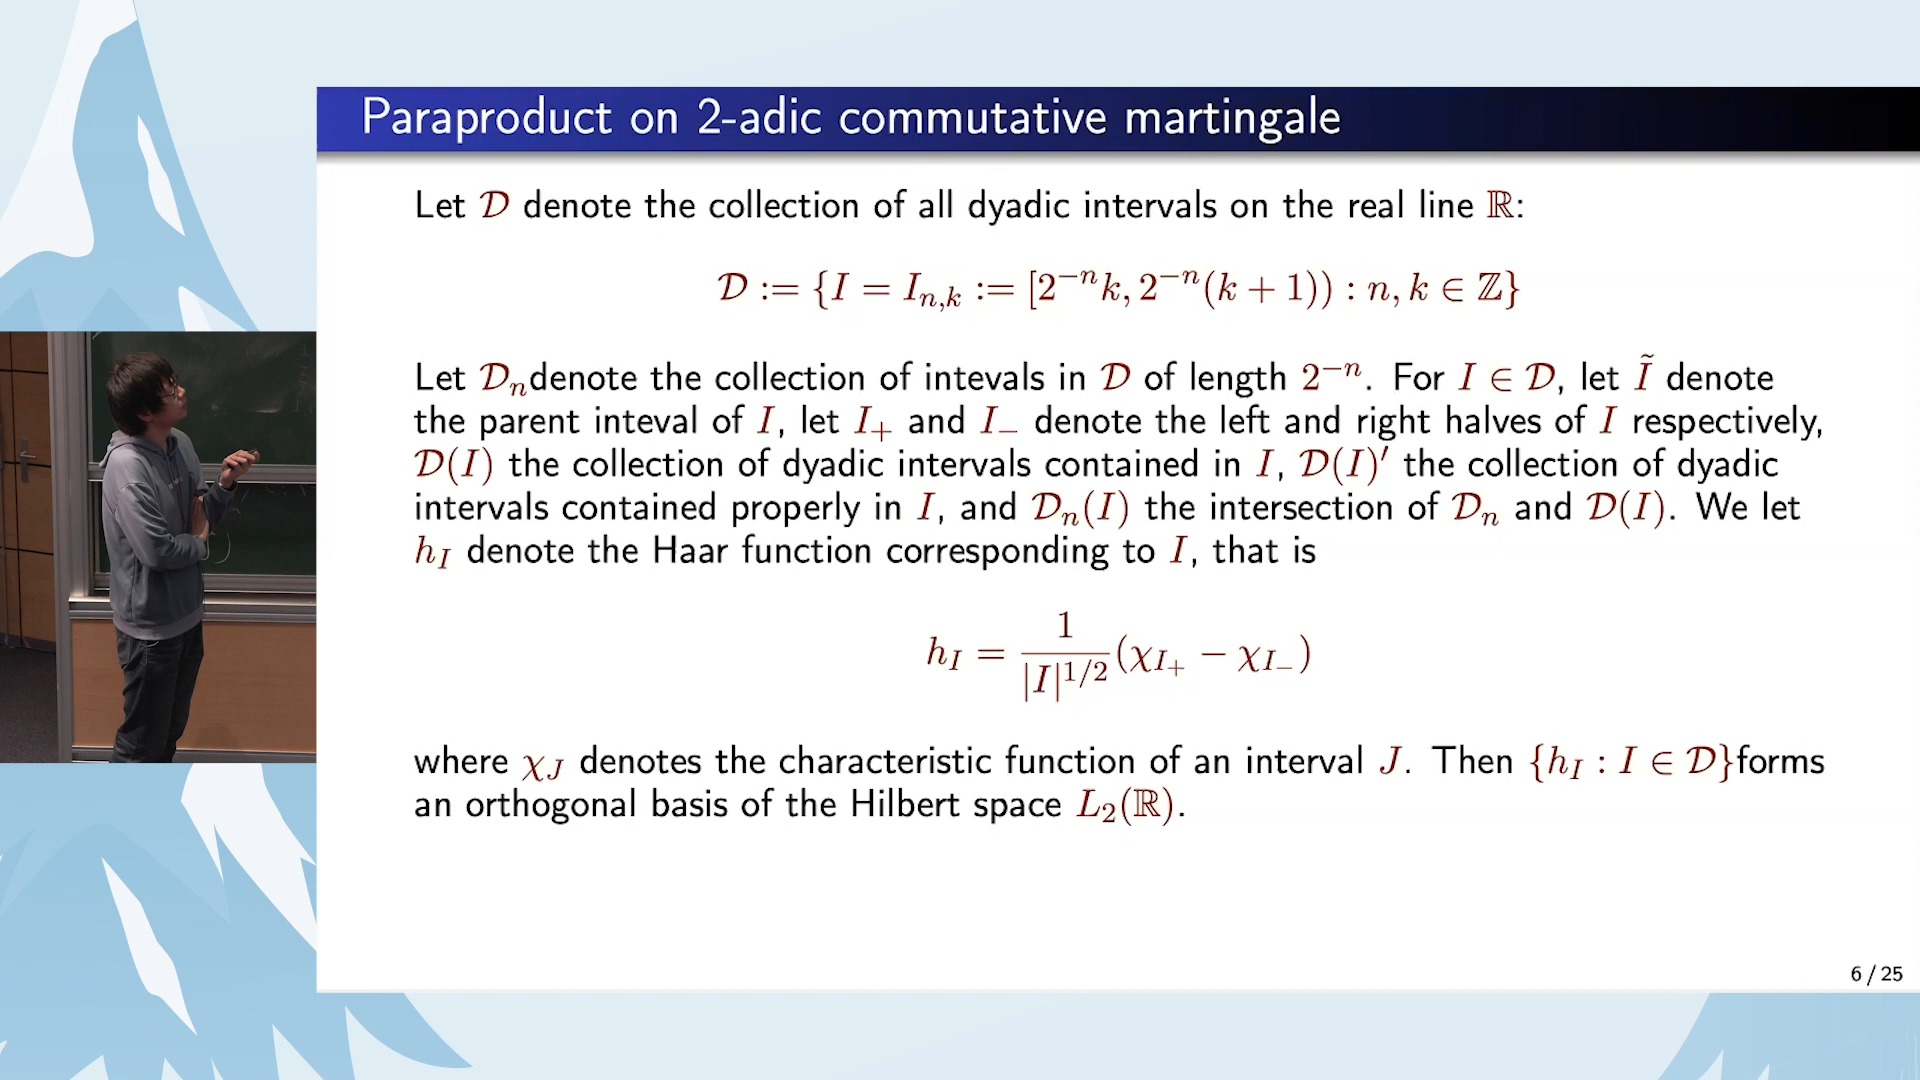 Paraproduct on 2-adic commutative martingale
Let 𝒟 denote the collection of all dyadic intervals on the real line ℝ:
𝒟 := {I = I_{n,k} := [2^{-n}k, 2^{-n}(k + 1)) : n, k ∈ ℤ}
Let 𝒟_n denote the collection of intevals in 𝒟 of length 2^{-n}. For I ∈ 𝒟, let Ĩ denote
the parent inteval of I, let I_+ and I_- denote the left and right halves of I respectively,
𝒟(I) the collection of dyadic intervals contained in I, 𝒟(I)′ the collection of dyadic
intervals contained properly in I, and 𝒟_n(I) the intersection of 𝒟_n and 𝒟(I). We let
h_I denote the Haar function corresponding to I, that is
h_I = \frac{1}{|I|^{1/2}}(χ_{I_+} − χ_{I_-})
where χ_J denotes the characteristic function of an interval J. Then {h_I : I ∈ 𝒟}forms
an orthogonal basis of the Hilbert space L_2(ℝ).
6 / 25